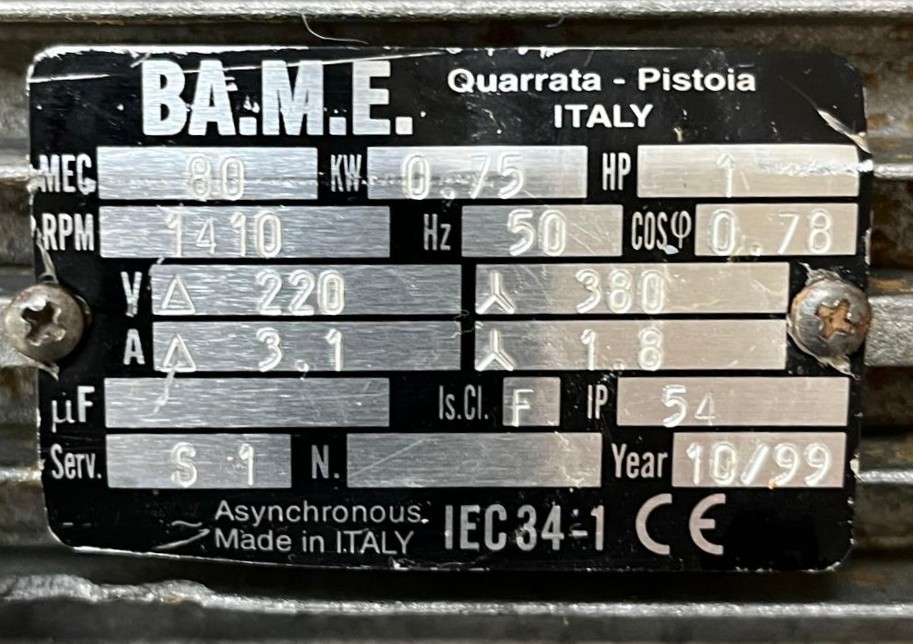 BA.M.E. Quarrata - Pistoia
ITALY
MEC 80 KW 0,75 HP 1
RPM 1410 Hz 50 COSφ 0,78
V △ 220 ⅄ 380
A △ 3,1 ⅄ 1,8
µF Is.Cl. F IP 54
Serv. S 1 N. Year 10/99
~ Asynchronous
Made in ITALY IEC 34-1 CE